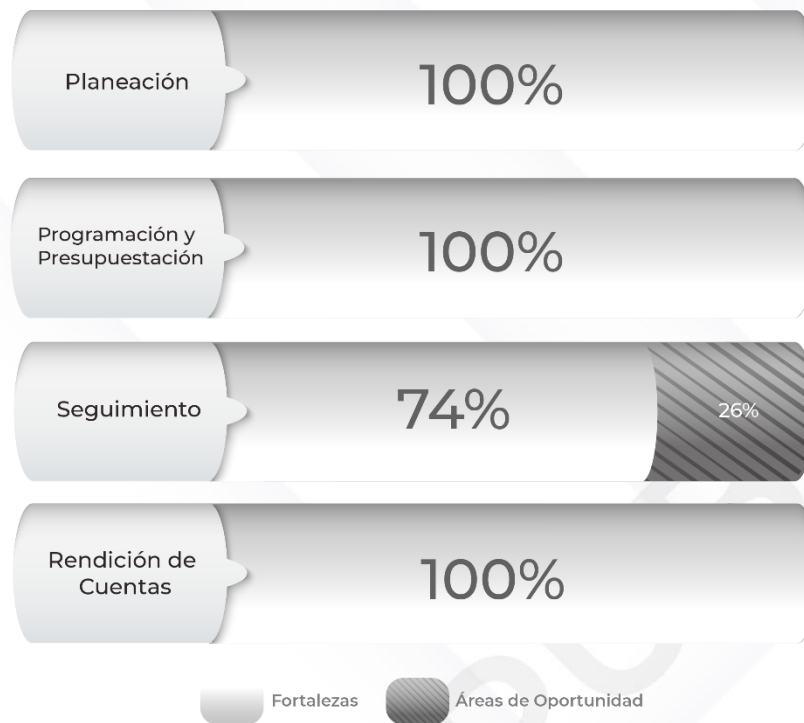 Planeación
100%
Programación y
Presupuestación
100%
Seguimiento
74%
26%
Rendición de
Cuentas
100%
Fortalezas
Áreas de Oportunidad